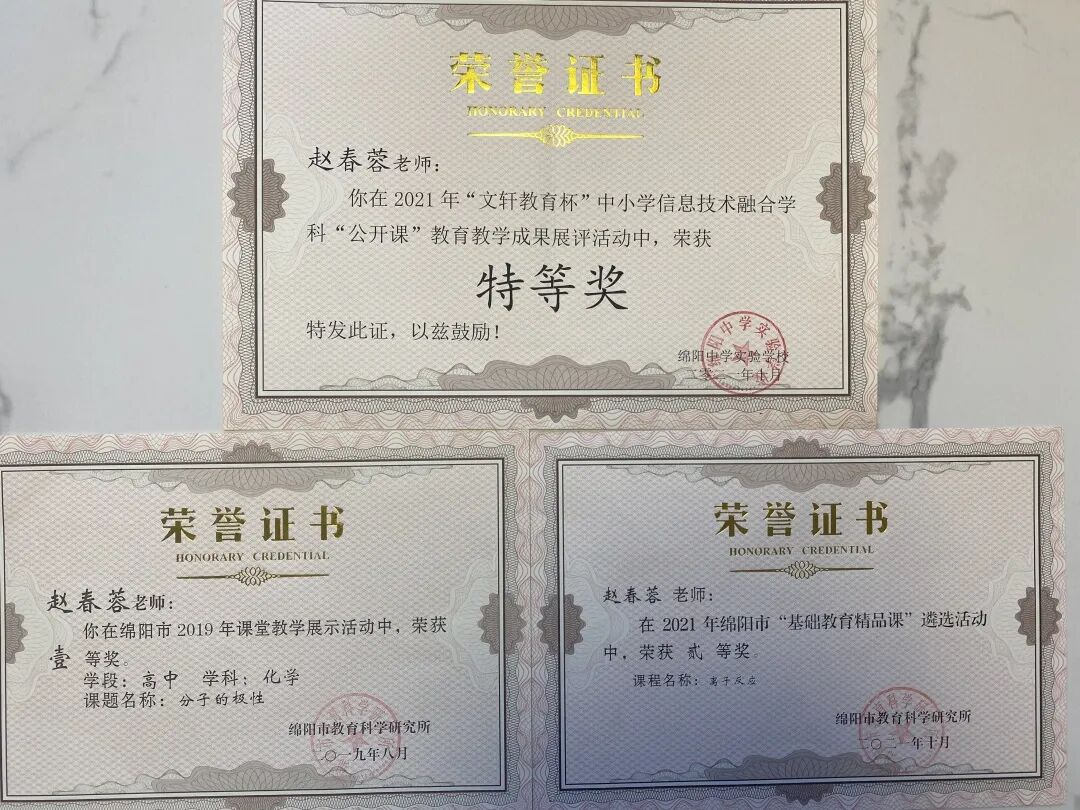 荣誉证书
HONORARY CREDENTIAL
赵春蓉老师：
你在2021年“文轩教育杯”中小学信息技术融合学
科“公开课”教育教学成果展评活动中，荣获
特等奖
特发此证，以兹鼓励！
绵阳中学实验学校
二〇二一年十月
荣誉证书
HONORARY CREDENTIAL
赵春蓉老师：
你在绵阳市2019年课堂教学展示活动中，荣获
壹 等奖。
学段：高中 学科：化学
课题名称：分子的极性
绵阳市教育科学研究所
二〇一九年八月
荣誉证书
HONORARY CREDENTIAL
赵春蓉 老师：
在2021年绵阳市“基础教育精品课”遴选活动
中，荣获 贰 等奖
课程名称：离子反应
绵阳市教育科学研究所
二〇二一年十月